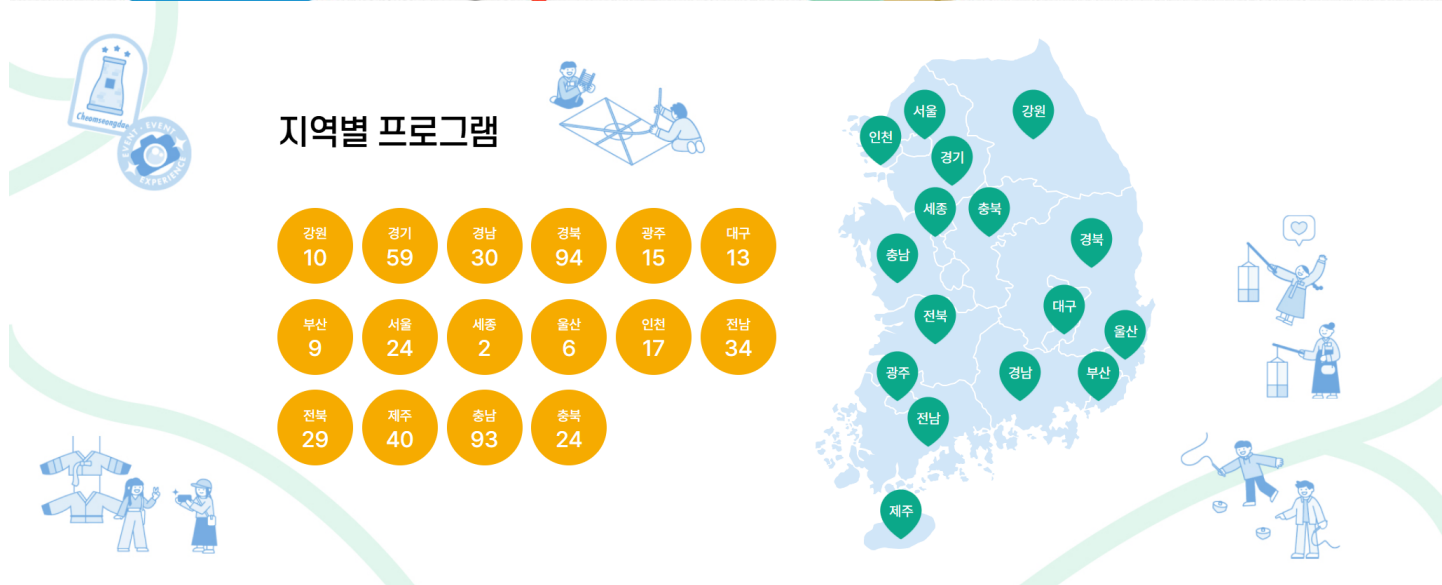 Cheomseongdae
EVENT · EVENT
EXPERIENCE
지역별 프로그램
강원
10
경기
59
경남
30
경북
94
광주
15
대구
13
부산
9
서울
24
세종
2
울산
6
인천
17
전남
34
전북
29
제주
40
충남
93
충북
24
서울
강원
인천
경기
세종
충북
경북
충남
대구
전북
울산
광주
경남
부산
전남
제주